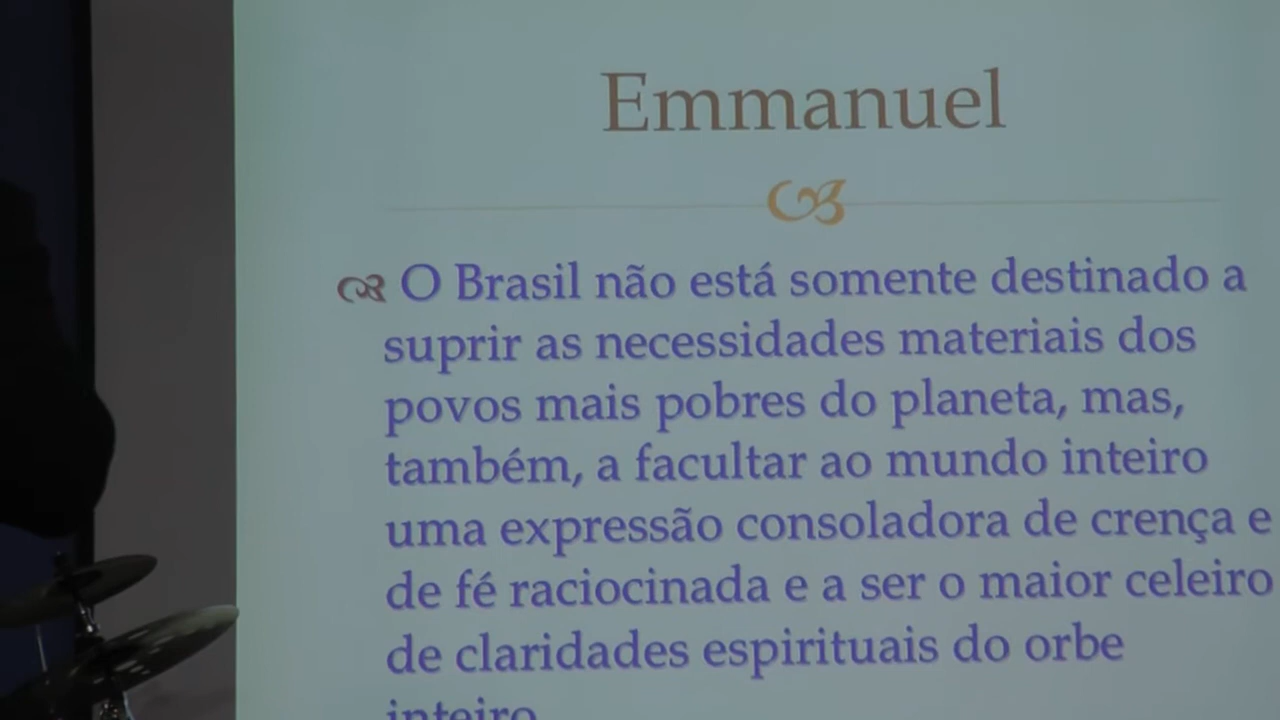 Emmanuel
O Brasil não está somente destinado a
suprir as necessidades materiais dos
povos mais pobres do planeta, mas,
também, a facultar ao mundo inteiro
uma expressão consoladora de crença e
de fé raciocinada e a ser o maior celeiro
de claridades espirituais do orbe
inteiro